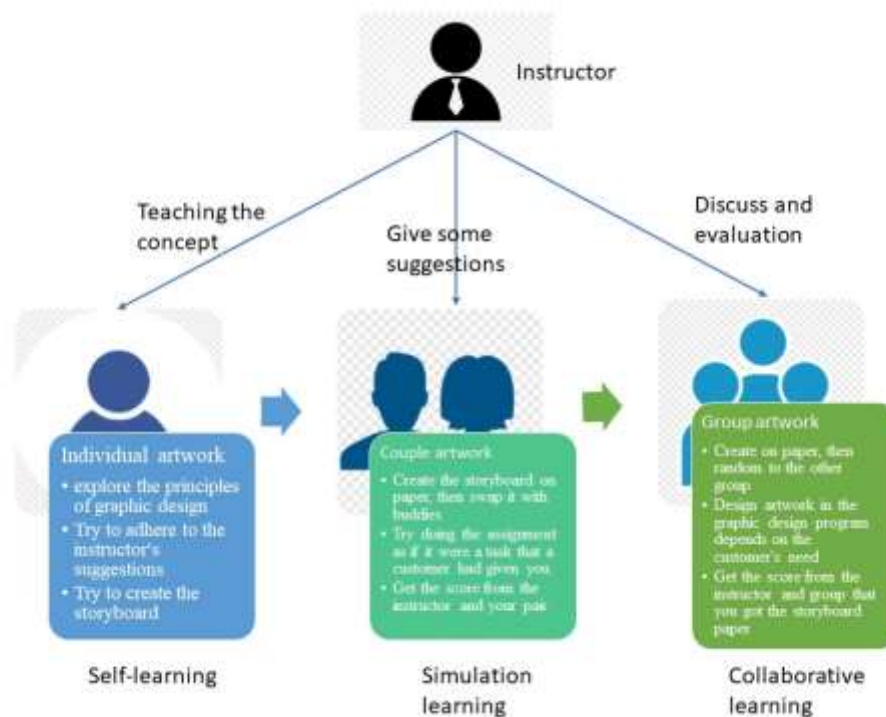 Instructor
Teaching the
concept
Give some
suggestions
Discuss and
evaluation
Individual artwork
• explore the principles
of graphic design
• Try to adhere to the
instructor's
suggestions
• Try to create the
storyboard
Couple artwork
• Create the storyboard on
paper, then swap it with
buddies
• Try doing the assignment
as if it were a task that a
customer had given you
• Get the score from the
instructor and your pair
Group artwork
• Create on paper, then
random to the other
group
• Design artwork in the
graphic design program
depends on the
customer's need
• Get the score from the
instructor and group that
you got the storyboard
paper
Self-learning
Simulation
learning
Collaborative
learning